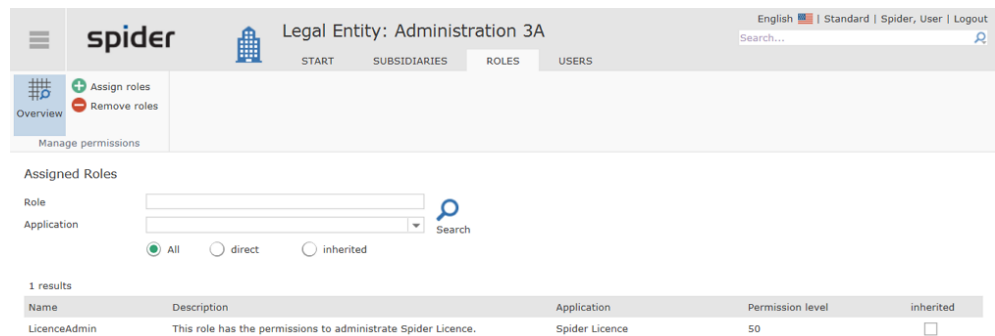 English | Standard | Spider, User | Logout
spider
Legal Entity: Administration 3A
Search...
START SUBSIDIARIES ROLES USERS
Overview
Assign roles
Remove roles
Manage permissions
Assigned Roles
Role
Application
Search
All direct inherited
1 results
Name Description Application Permission level inherited
LicenceAdmin This role has the permissions to administrate Spider Licence. Spider Licence 50